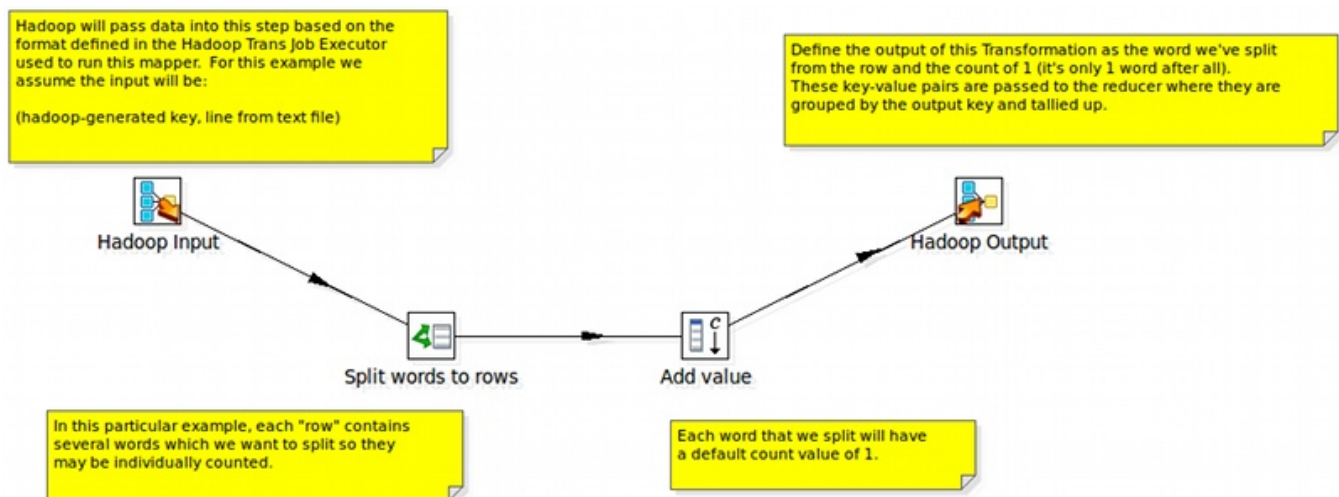 Hadoop will pass data into this step based on the
format defined in the Hadoop Trans Job Executor
used to run this mapper.  For this example we
assume the input will be:
(hadoop-generated key, line from text file)
Define the output of this Transformation as the word we've split
from the row and the count of 1 (it's only 1 word after all).
These key-value pairs are passed to the reducer where they are
grouped by the output key and tallied up.
Hadoop Input
Hadoop Output
C
Split words to rows
Add value
In this particular example, each "row" contains
several words which we want to split so they
may be individually counted.
Each word that we split will have
a default count value of 1.